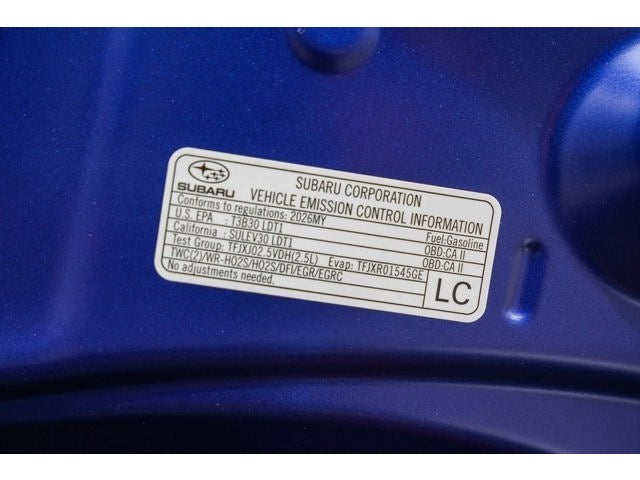 SUBARU
SUBARU CORPORATION
VEHICLE EMISSION CONTROL INFORMATION
Conforms to regulations: 2026MY Fuel:Gasoline
U.S. EPA : T3B30 LDT1 OBD:CA II
California : SULEV30 LDT1 OBD:CA II
Test Group: TFJXJ02.5VDH(2.5L) Evap: TFJXR01545GE
TWC(2)/WR-HO2S/HO2S/DFI/EGR/EGRC
No adjustments needed.
LC